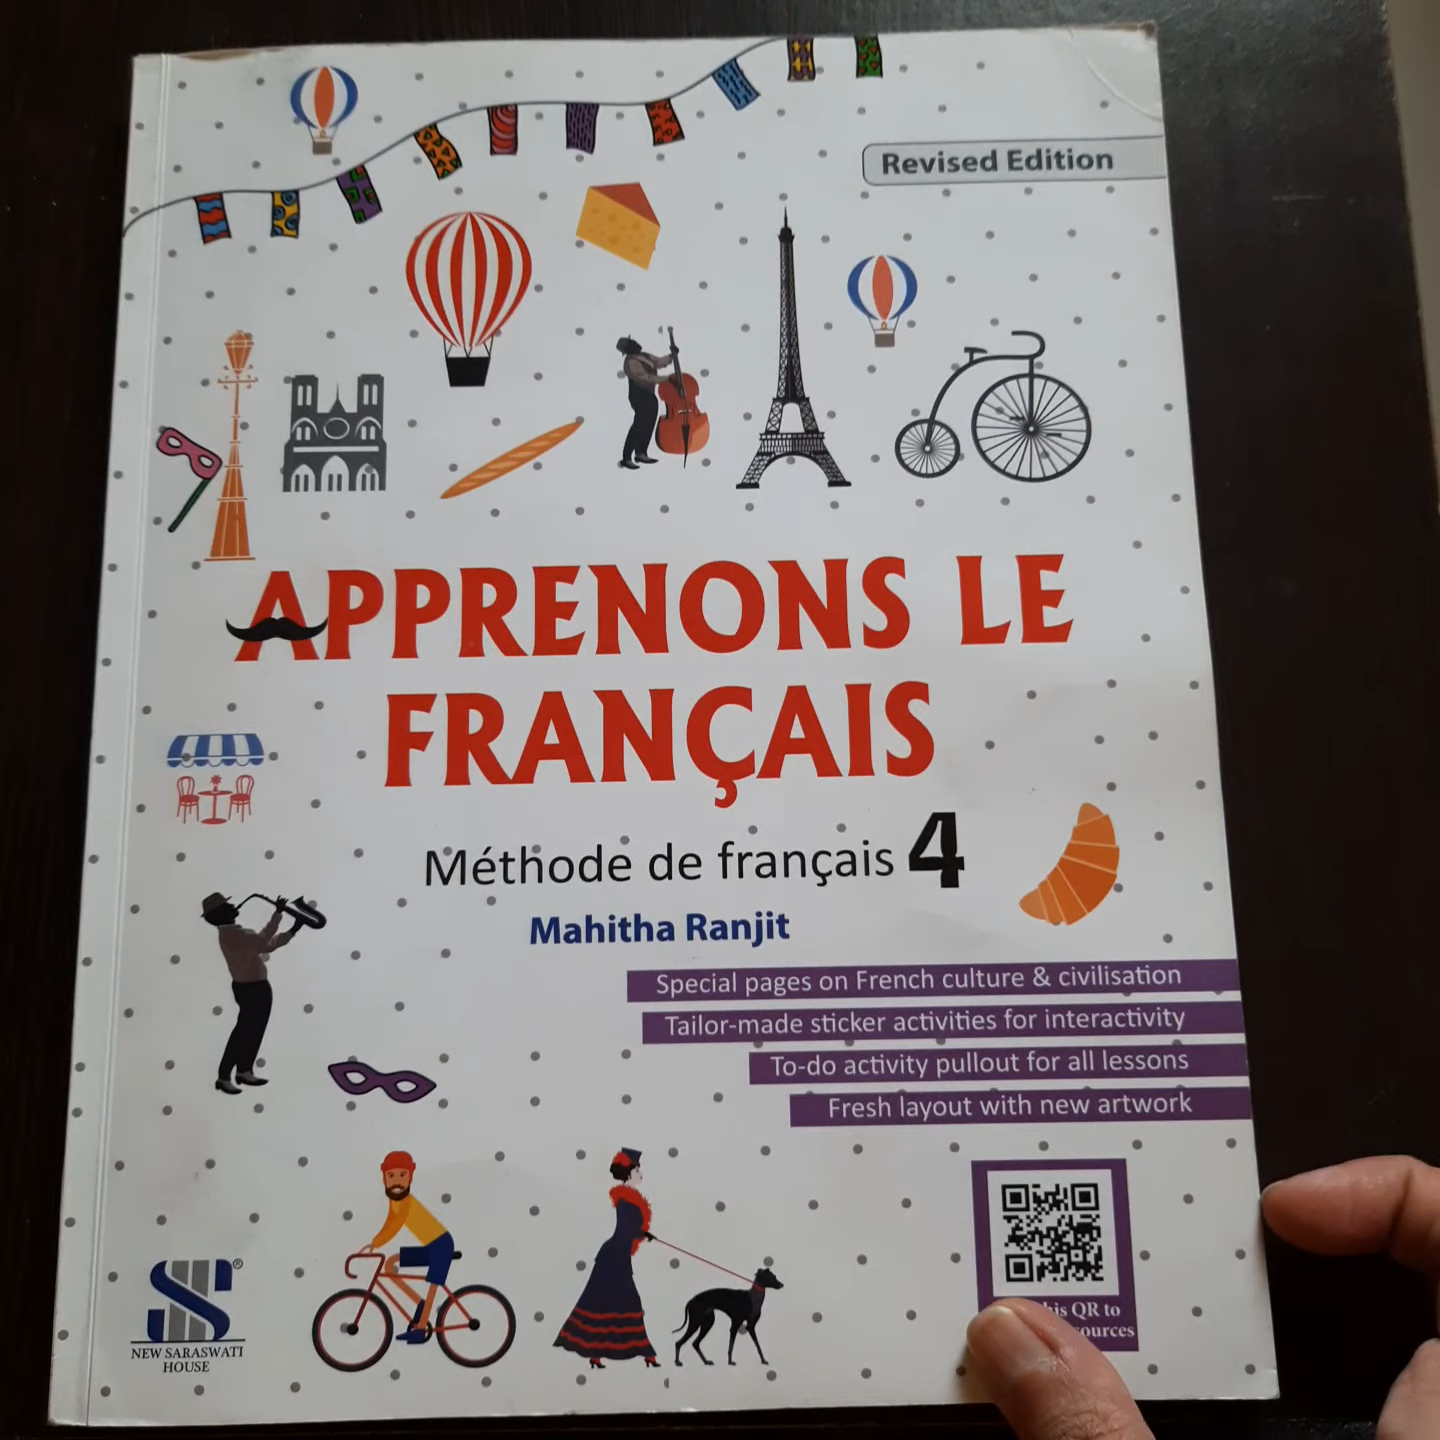 Revised Edition
APPRENONS LE
FRANÇAIS
Méthode de français 4
Mahitha Ranjit
Special pages on French culture & civilisation
Tailor-made sticker activities for interactivity
To-do activity pullout for all lessons
Fresh layout with new artwork
QR to
S®
NEW SARASWATI
HOUSE